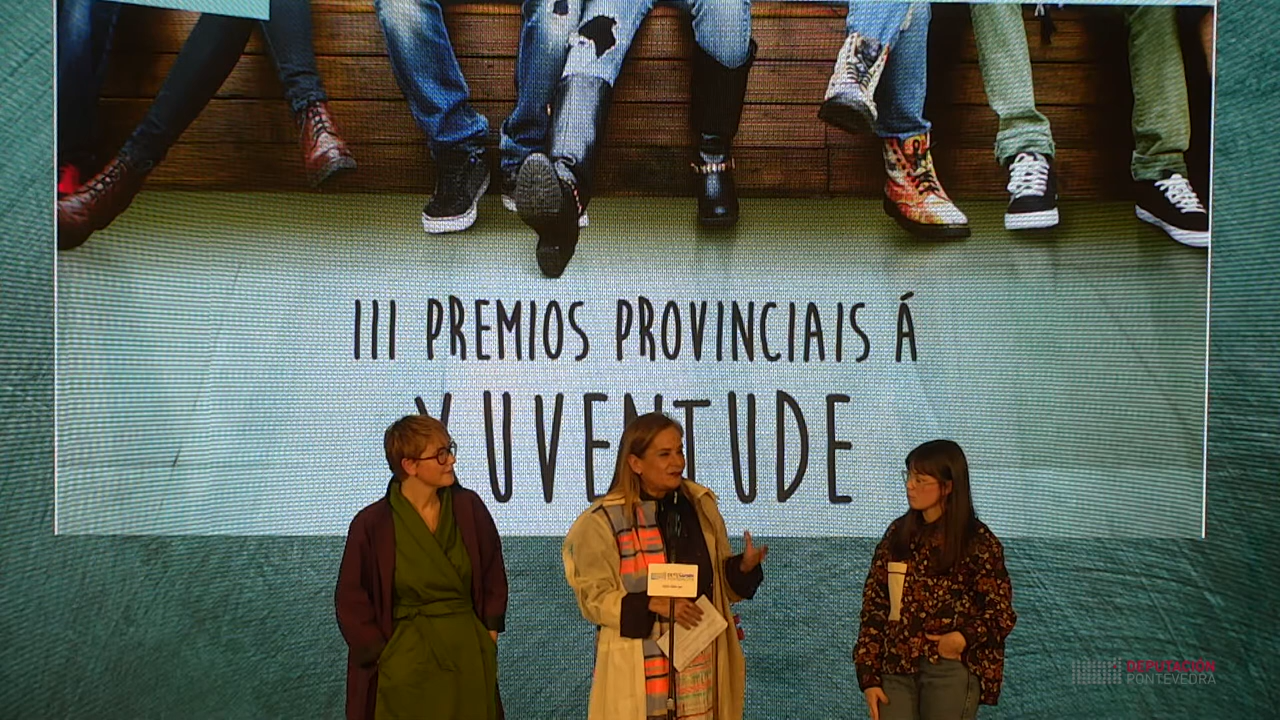 III PREMIOS PROVINCIAIS Á
XUVENTUDE
DEPUTACIÓN
PONTEVEDRA